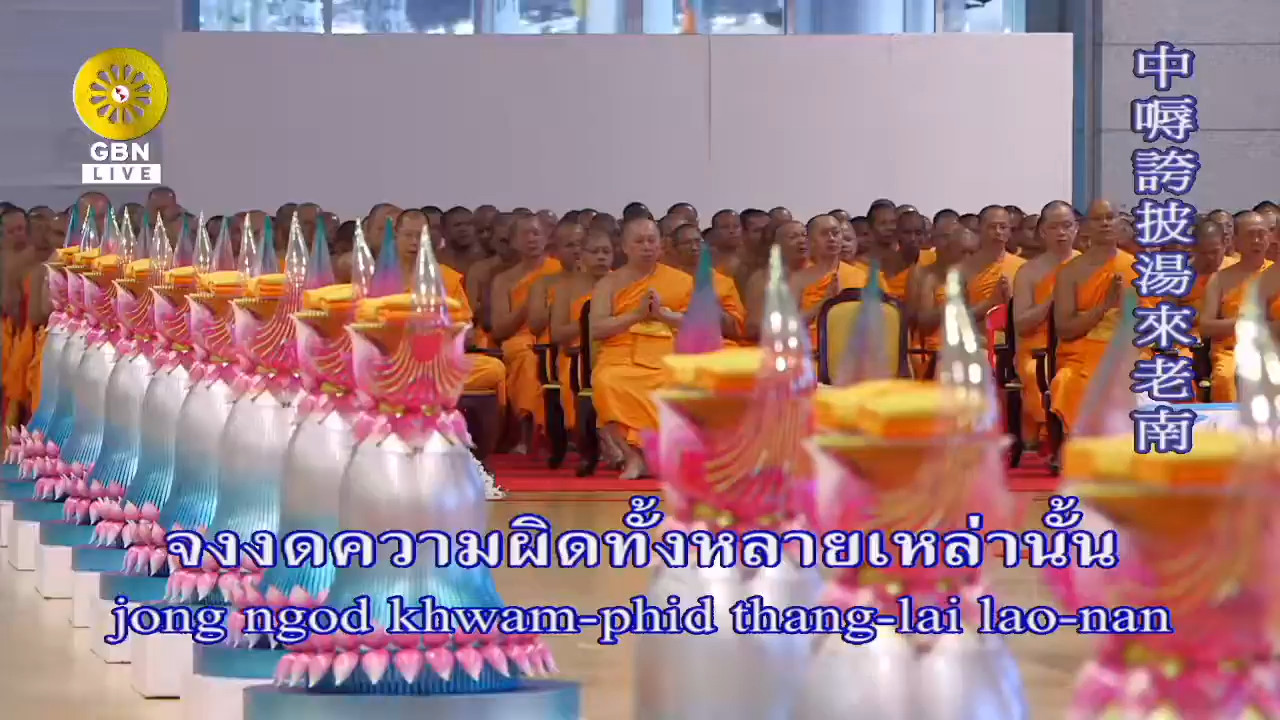 GBN
LIVE
中嗕誇披湯來老南
จงงดความผิดทั้งหลายเหล่านั้น
jong ngod khwam-phid thang-lai lao-nan